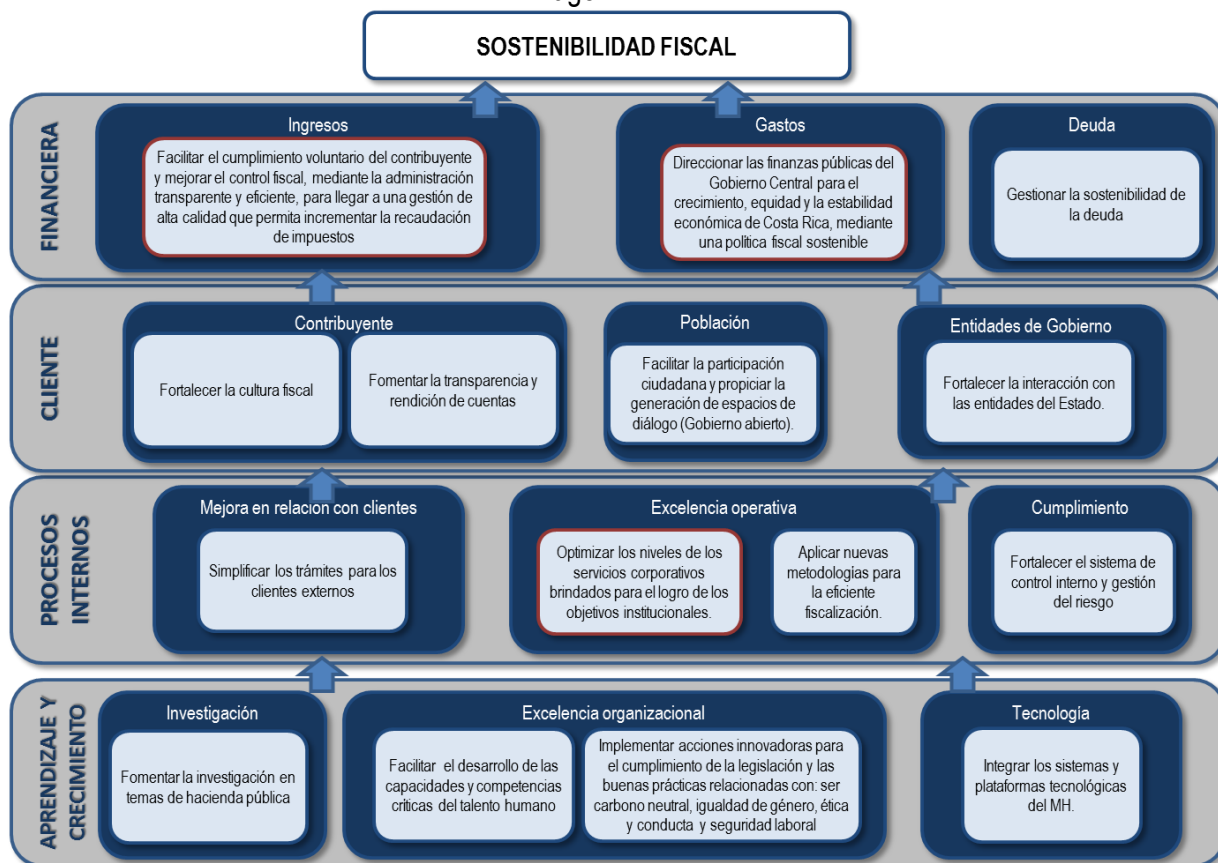 SOSTENIBILIDAD FISCAL
FINANCIERA
Ingresos
Facilitar el cumplimiento voluntario del contribuyente
y mejorar el control fiscal, mediante la administración
transparente y eficiente, para llegar a una gestión de
alta calidad que permita incrementar la recaudación
de impuestos
Gastos
Direccionar las finanzas públicas del
Gobierno Central para el
crecimiento, equidad y la estabilidad
económica de Costa Rica, mediante
una política fiscal sostenible
Deuda
Gestionar la sostenibilidad de
la deuda
CLIENTE
Contribuyente
Fortalecer la cultura fiscal
Fomentar la transparencia y
rendición de cuentas
Población
Facilitar la participación
ciudadana y propiciar la
generación de espacios de
diálogo (Gobierno abierto).
Entidades de Gobierno
Fortalecer la interacción con
las entidades del Estado.
PROCESOS
INTERNOS
Mejora en relación con clientes
Simplificar los trámites para los
clientes externos
Excelencia operativa
Optimizar los niveles de los
servicios corporativos
brindados para el logro de los
objetivos institucionales.
Aplicar nuevas
metodologías para
la eficiente
fiscalización.
Cumplimiento
Fortalecer el sistema de
control interno y gestión
del riesgo
APRENDIZAJE Y
CRECIMIENTO
Investigación
Fomentar la investigación en
temas de hacienda pública
Excelencia organizacional
Facilitar el desarrollo de las
capacidades y competencias
críticas del talento humano
Implementar acciones innovadoras para
el cumplimiento de la legislación y las
buenas prácticas relacionadas con: ser
carbono neutral, igualdad de género, ética
y conducta y seguridad laboral
Tecnología
Integrar los sistemas y
plataformas tecnológicas
del MH.